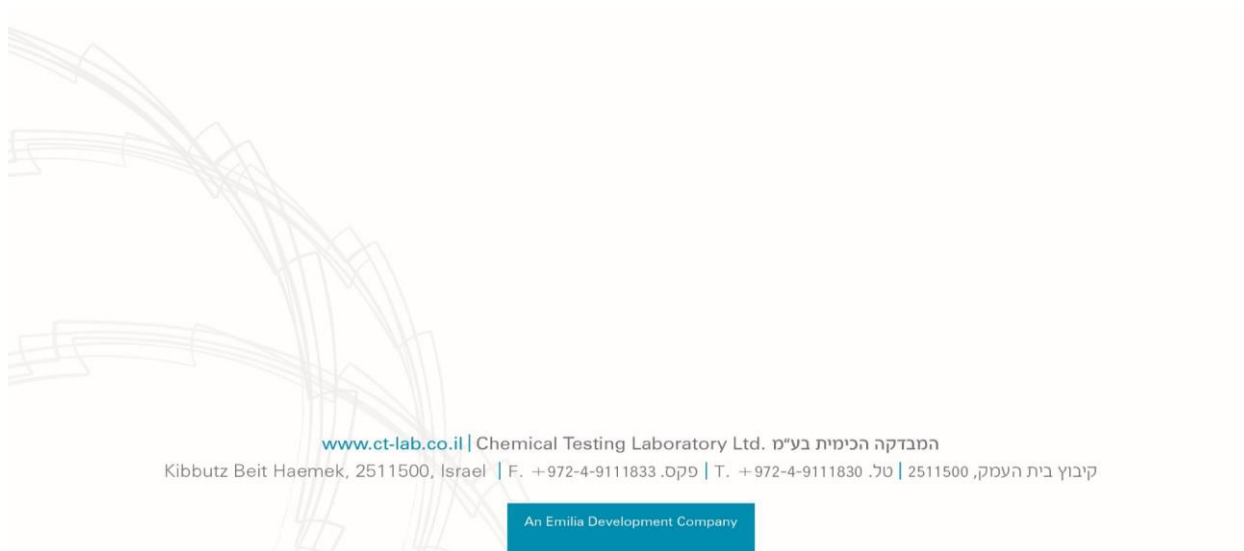 www.ct-lab.co.il | Chemical Testing Laboratory Ltd. המבדקה הכימית בע"מ
Kibbutz Beit Haemek, 2511500, Israel | F. +972-4-9111833 .פקס | T. +972-4-9111830 .טל | 2511500 ,קיבוץ בית העמק
An Emilia Development Company